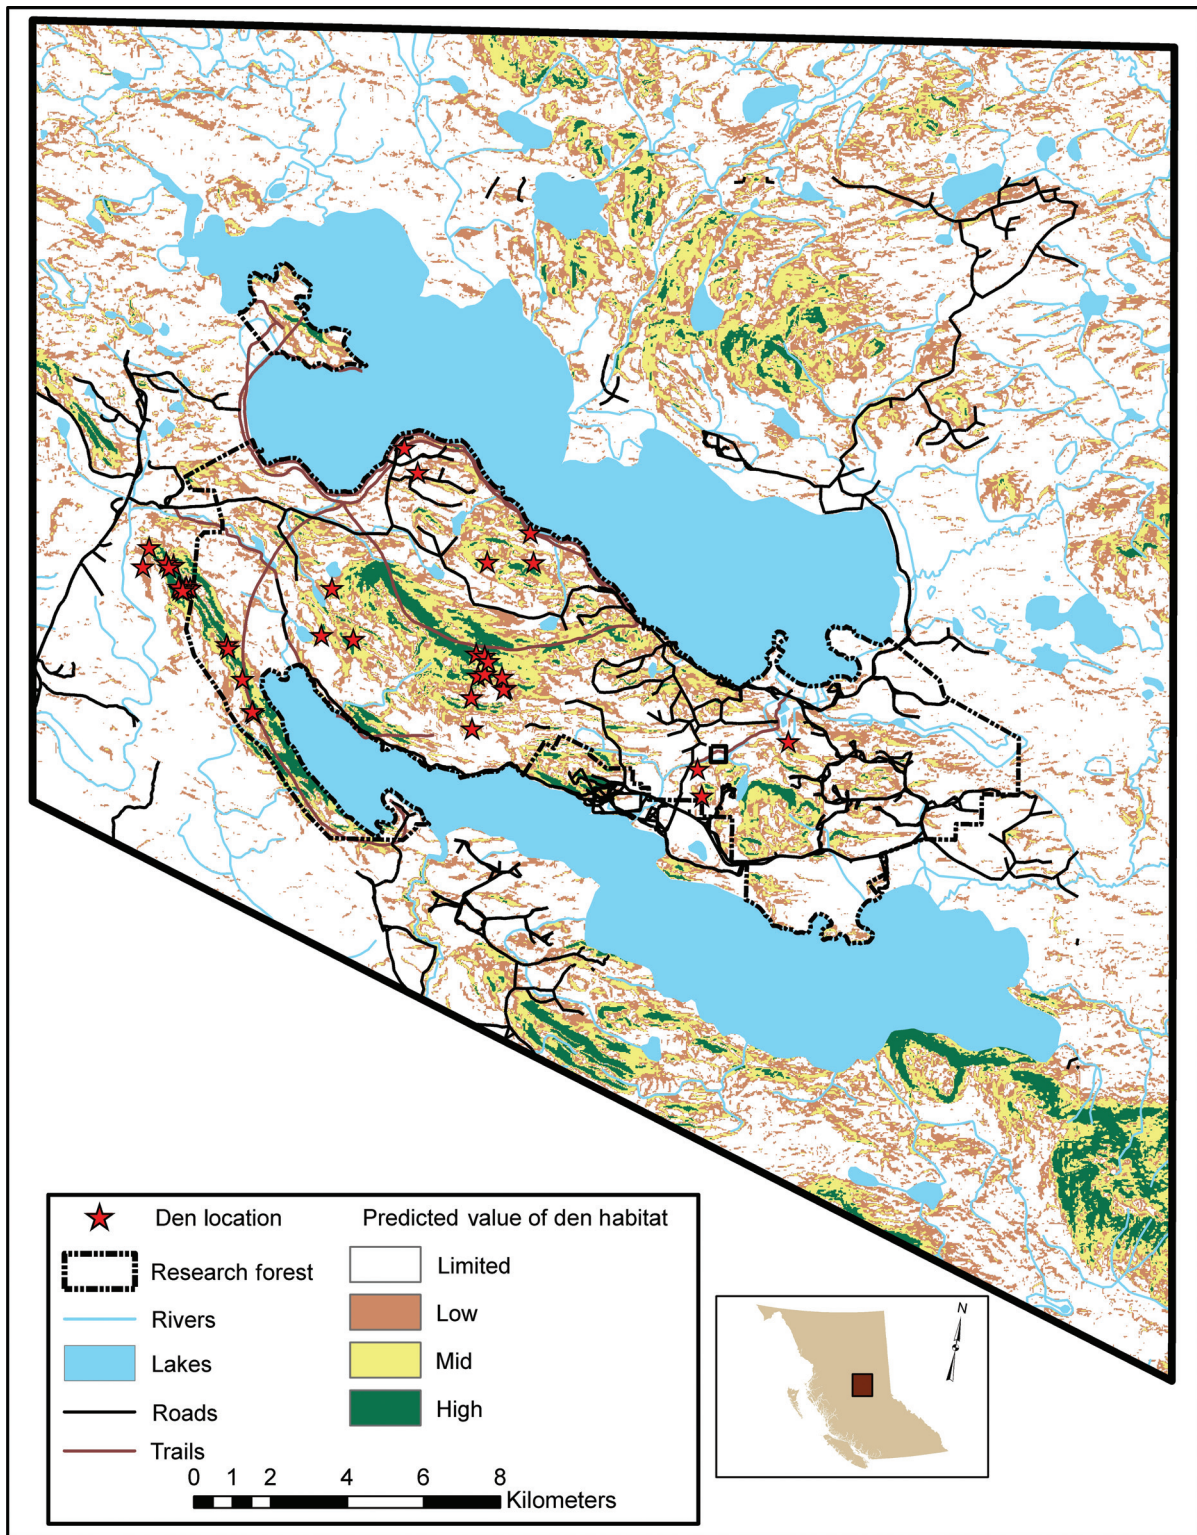 Den location
Predicted value of den habitat
Research forest
Limited
Rivers
Low
Lakes
Mid
Roads
High
Trails
0 1 2 4 6 8
Kilometers
N